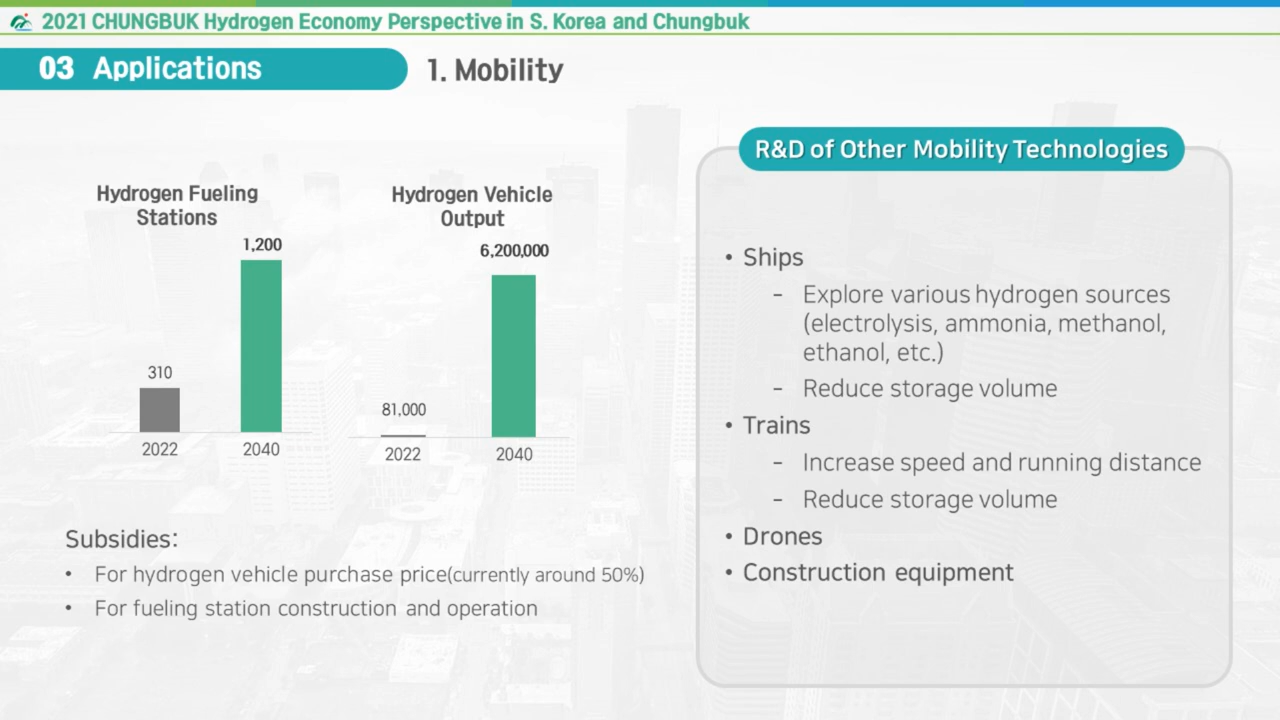 2021 CHUNGBUK Hydrogen Economy Perspective in S. Korea and Chungbuk
03 Applications
1. Mobility
Hydrogen Fueling
Stations
1,200
310
2022
2040
Hydrogen Vehicle
Output
6,200,000
81,000
2022
2040
Subsidies:
• For hydrogen vehicle purchase price(currently around 50%)
• For fueling station construction and operation
R&D of Other Mobility Technologies
• Ships
- Explore various hydrogen sources
(electrolysis, ammonia, methanol,
ethanol, etc.)
- Reduce storage volume
• Trains
- Increase speed and running distance
- Reduce storage volume
• Drones
• Construction equipment